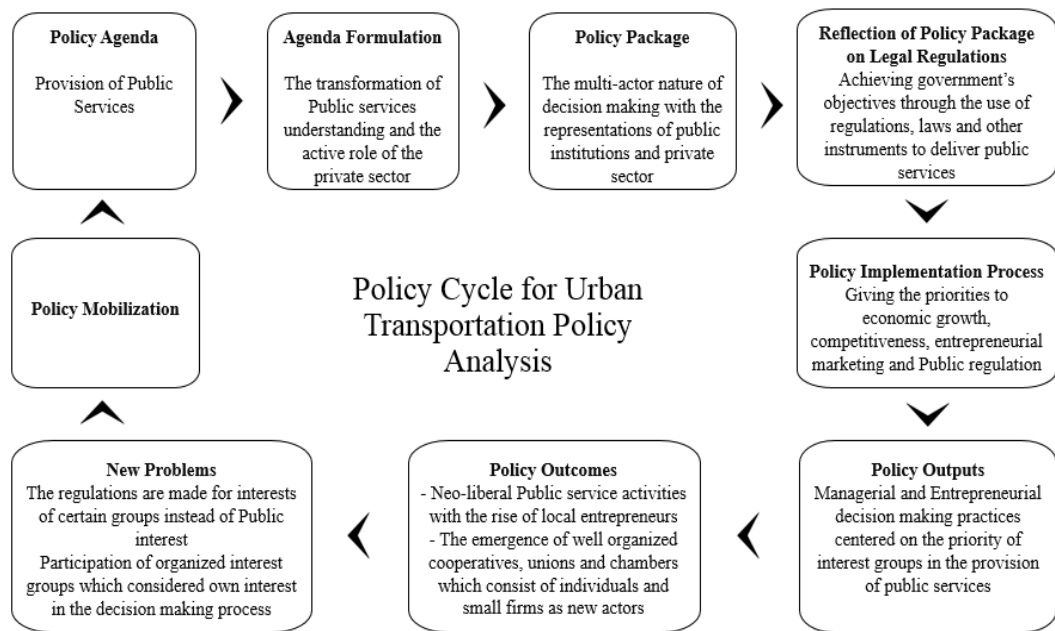 Policy Agenda
Provision of Public
Services
Agenda Formulation
The transformation of
Public services
understanding and the
active role of the
private sector
Policy Package
The multi-actor nature of
decision making with the
representations of public
institutions and private
sector
Reflection of Policy Package
on Legal Regulations
Achieving government's
objectives through the use of
regulations, laws and other
instruments to deliver public
services
Policy Mobilization
Policy Cycle for Urban
Transportation Policy
Analysis
Policy Implementation Process
Giving the priorities to
economic growth,
competitiveness, entrepreneurial
marketing and Public regulation
New Problems
The regulations are made for interests
of certain groups instead of Public
interest
Participation of organized interest
groups which considered own interest
in the decision making process
Policy Outcomes
- Neo-liberal Public service activities
with the rise of local entrepreneurs
- The emergence of well organized
cooperatives, unions and chambers
which consist of individuals and
small firms as new actors
Policy Outputs
Managerial and Entrepreneurial
decision making practices
centered on the priority of
interest groups in the provision
of public services